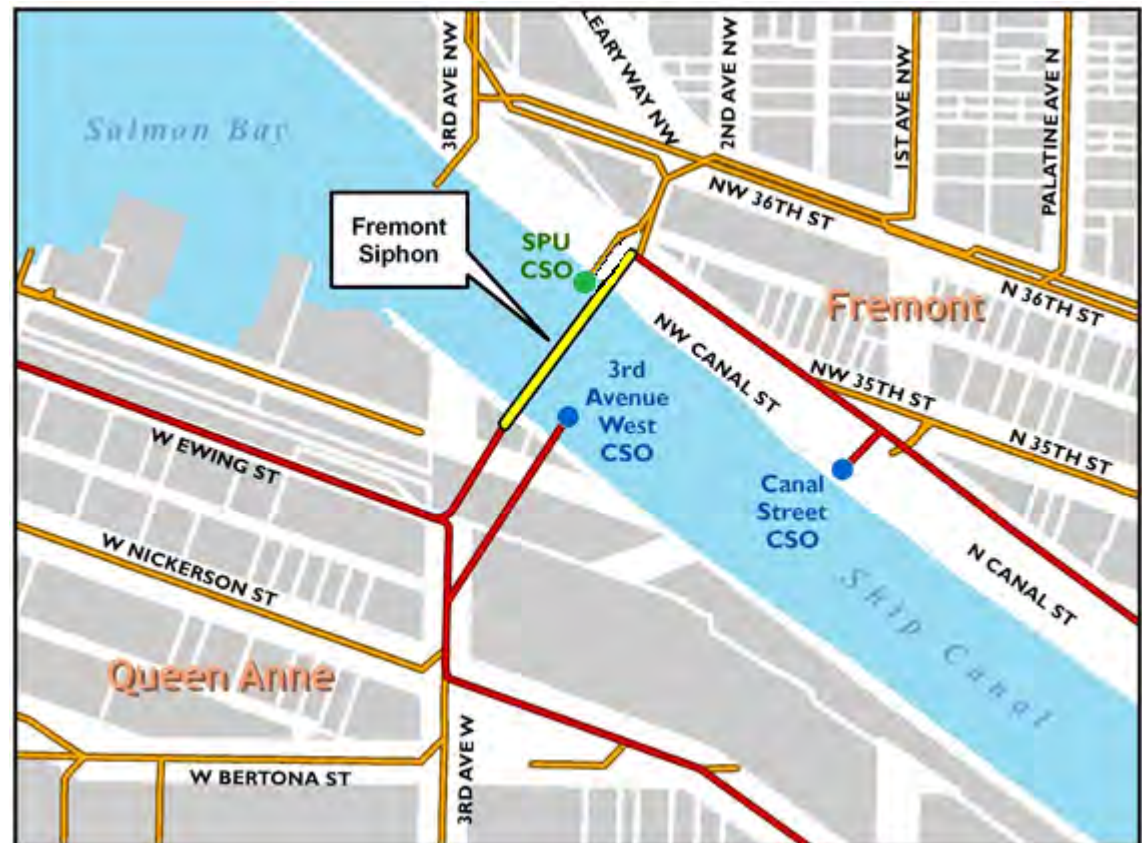 3RD AVE NW
LEARY WAY NW
2ND AVE NW
1ST AVE NW
PALATINE AVE N
Salmon Bay
NW 36TH ST
Fremont
Siphon
SPU
CSO
N 36TH ST
Fremont
NW CANAL ST
3rd
Avenue
West
CSO
NW 35TH ST
N 35TH ST
W EWING ST
Canal
Street
CSO
N CANAL ST
W NICKERSON ST
Ship Canal
Queen Anne
3RD AVE W
W BERTONA ST